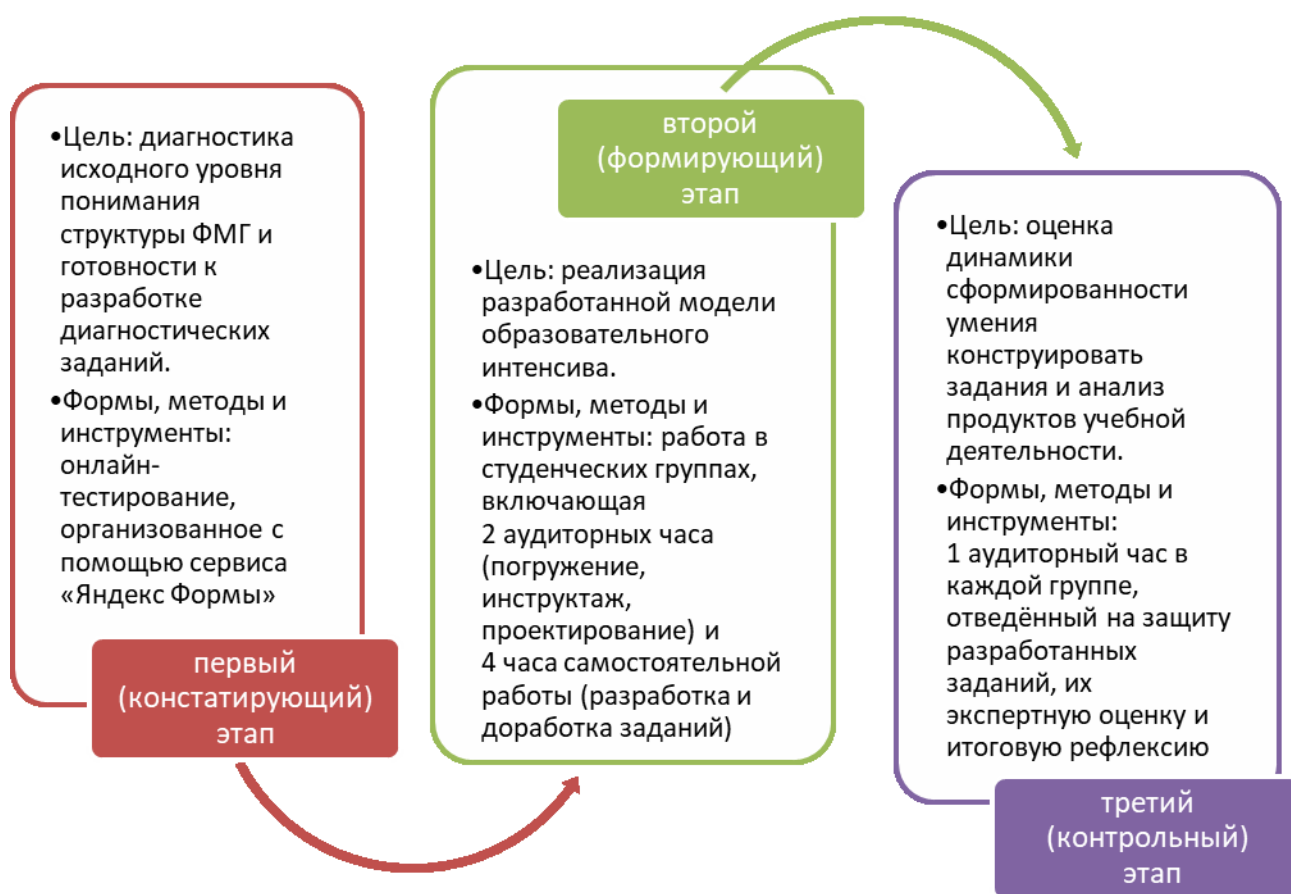 •Цель: диагностика
исходного уровня
понимания
структуры ФМГ и
готовности к
разработке
диагностических
заданий.
•Формы, методы и
инструменты:
онлайн-
тестирование,
организованное с
помощью сервиса
«Яндекс Формы»
первый
(констатирующий)
этап
второй
(формирующий)
этап
•Цель: реализация
разработанной модели
образовательного
интенсива.
•Формы, методы и
инструменты: работа в
студенческих группах,
включающая
2 аудиторных часа
(погружение,
инструктаж,
проектирование) и
4 часа самостоятельной
работы (разработка и
доработка заданий)
•Цель: оценка
динамики
сформированности
умения
конструировать
задания и анализ
продуктов учебной
деятельности.
•Формы, методы и
инструменты:
1 аудиторный час в
каждой группе,
отведённый на защиту
разработанных
заданий, их
экспертную оценку и
итоговую рефлексию
третий
(контрольный)
этап